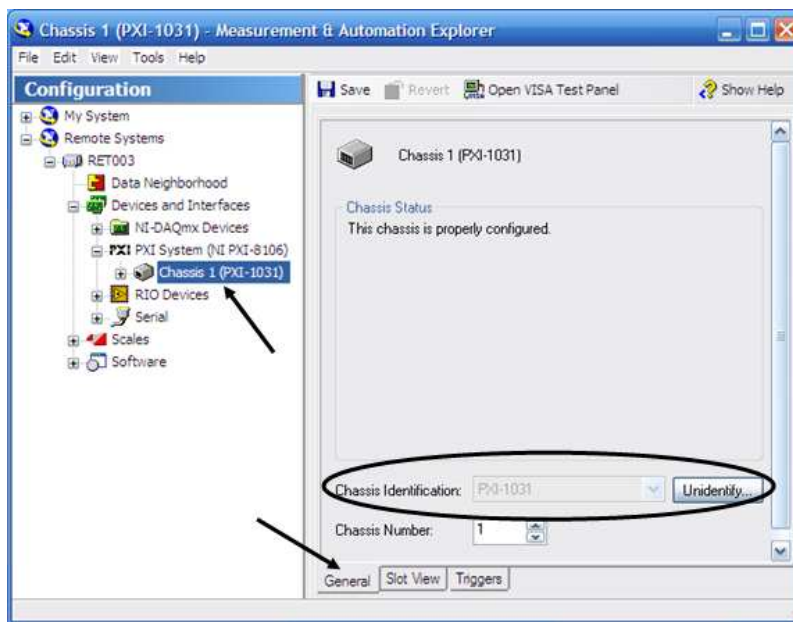 Chassis 1 (PXI-1031) - Measurement & Automation Explorer
File Edit View Tools Help
Configuration
Save Revert Open VISA Test Panel Show Help
My System
Remote Systems
RET003
Data Neighborhood
Devices and Interfaces
NI-DAQmx Devices
PXI PXI System (NI PXI-8106)
Chassis 1 (PXI-1031)
RIO Devices
Serial
Scales
Software
Chassis 1 (PXI-1031)
Chassis Status
This chassis is properly configured.
Chassis Identification: PXI-1031 Unidentify...
Chassis Number: 1
General Slot View Triggers